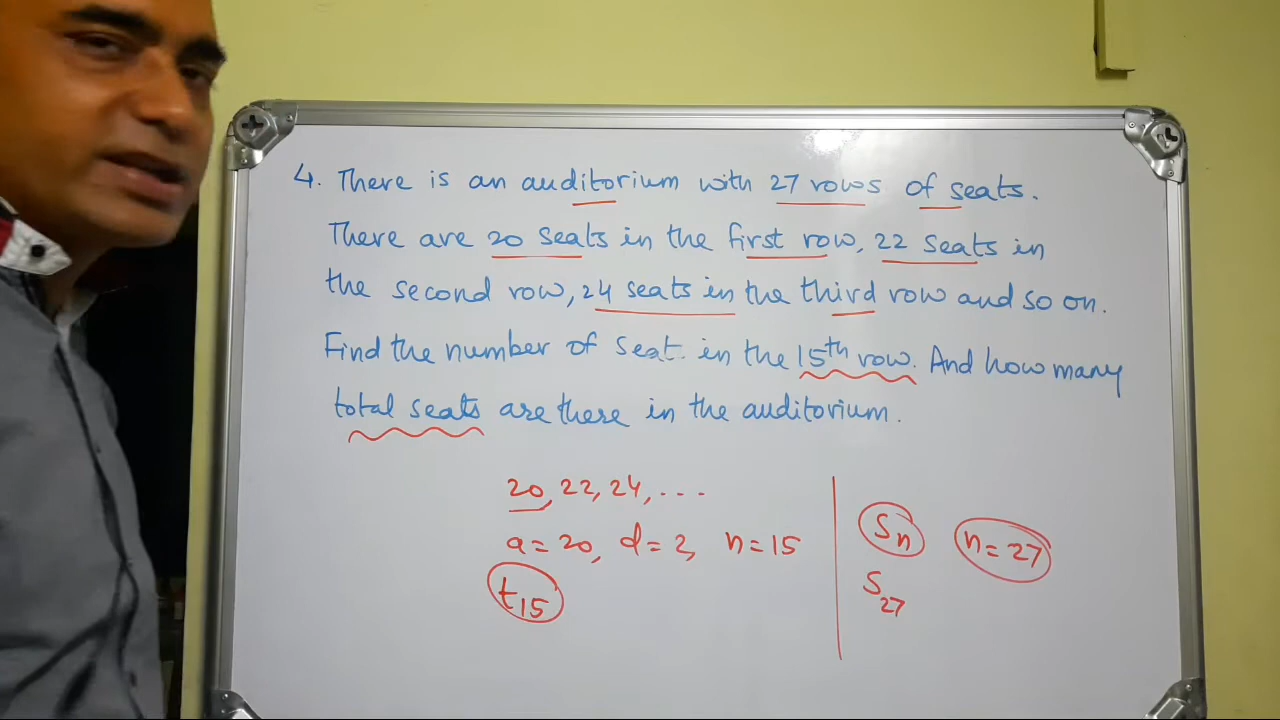 4. There is an auditorium with 27 rows of seats.
There are 20 seats in the first row, 22 seats in
the second row, 24 seats in the third row and so on.
Find the number of seat. in the 15th row. And how many
total seats are there in the auditorium.
20, 22, 24, ...
a = 20, d = 2, n = 15
t15
Sn n = 27
S27